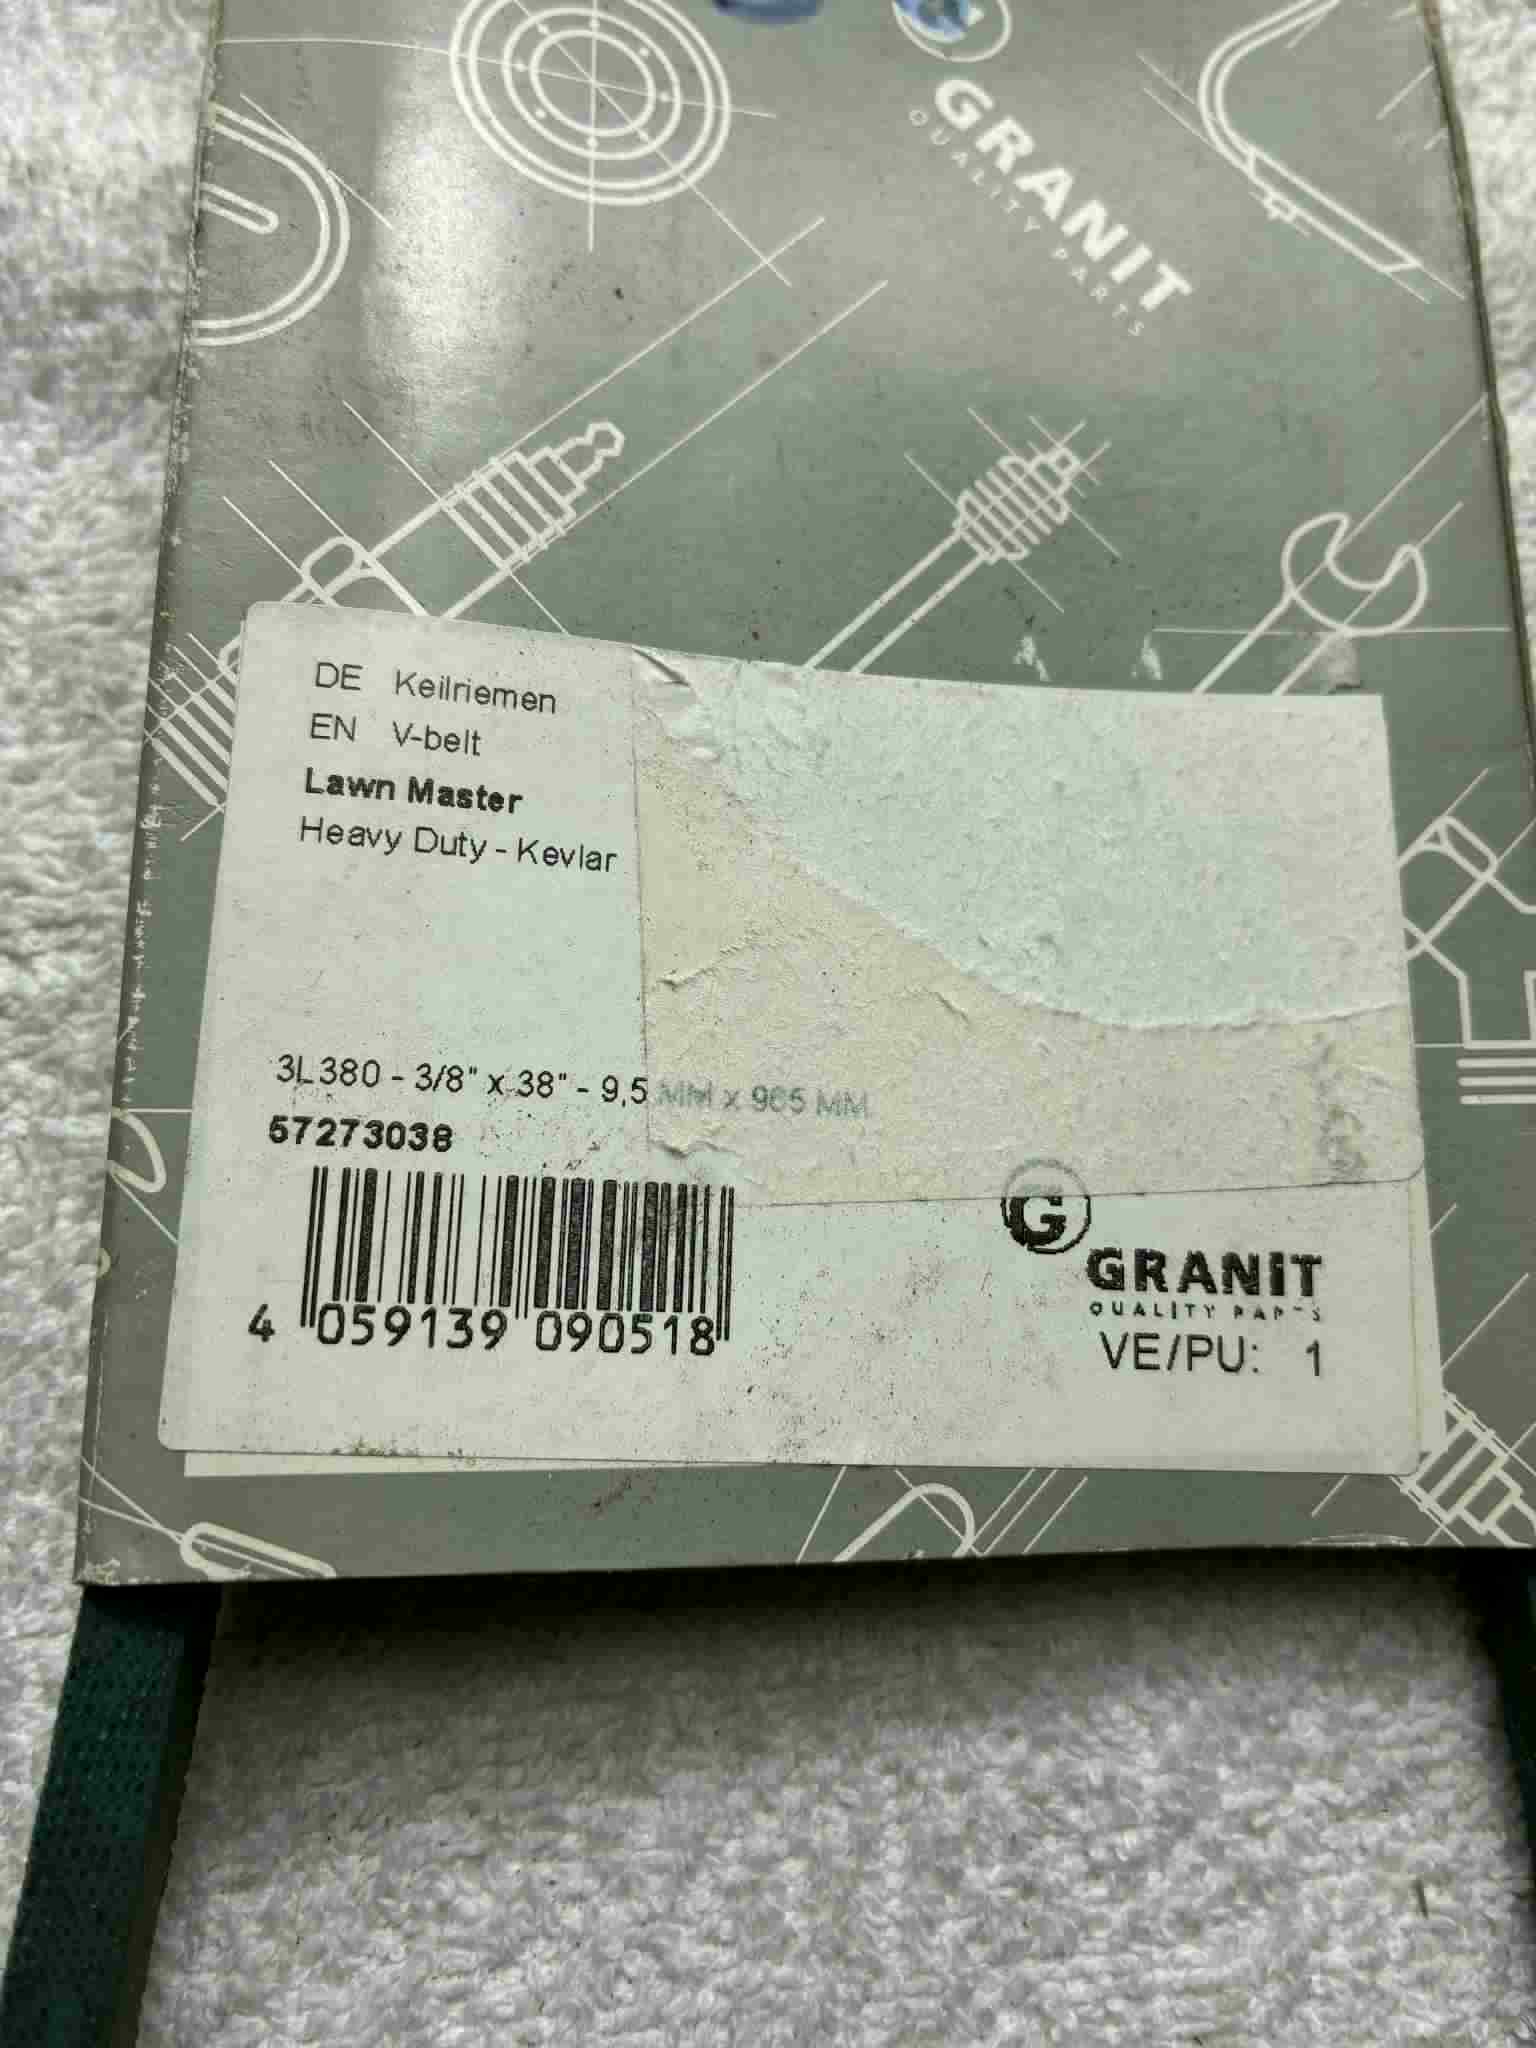 GRANIT
QUALITY PARTS
DE Keilriemen
EN V-belt
Lawn Master
Heavy Duty - Kevlar
3L380 - 3/8" x 38" - 9,5 MM x 965 MM
57273038
4 059139 090518
G
GRANIT
QUALITY PARTS
VE/PU: 1